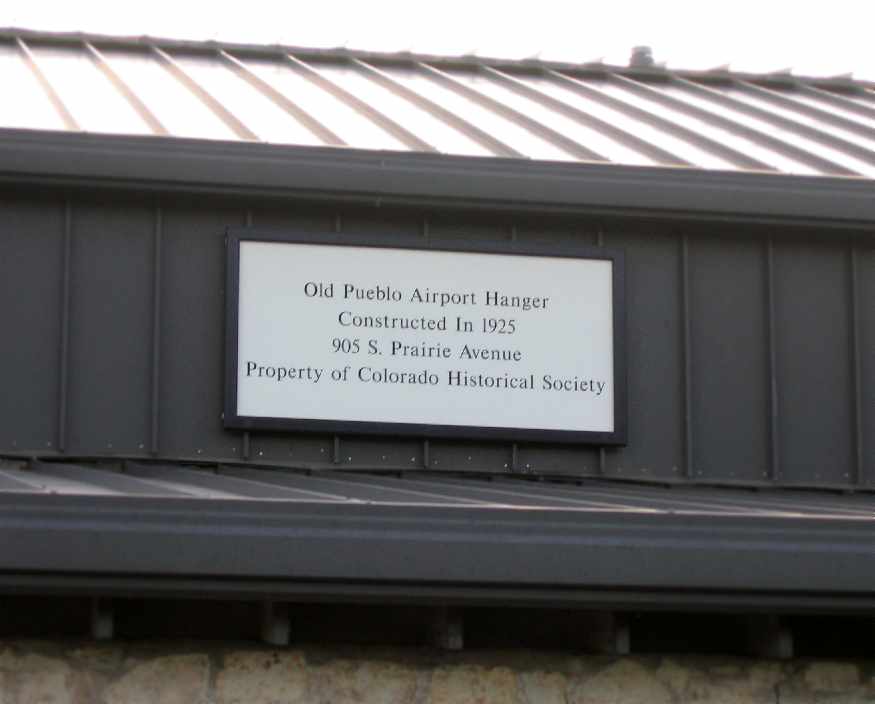 Old Pueblo Airport Hanger
Constructed In 1925
905 S. Prairie Avenue
Property of Colorado Historical Society